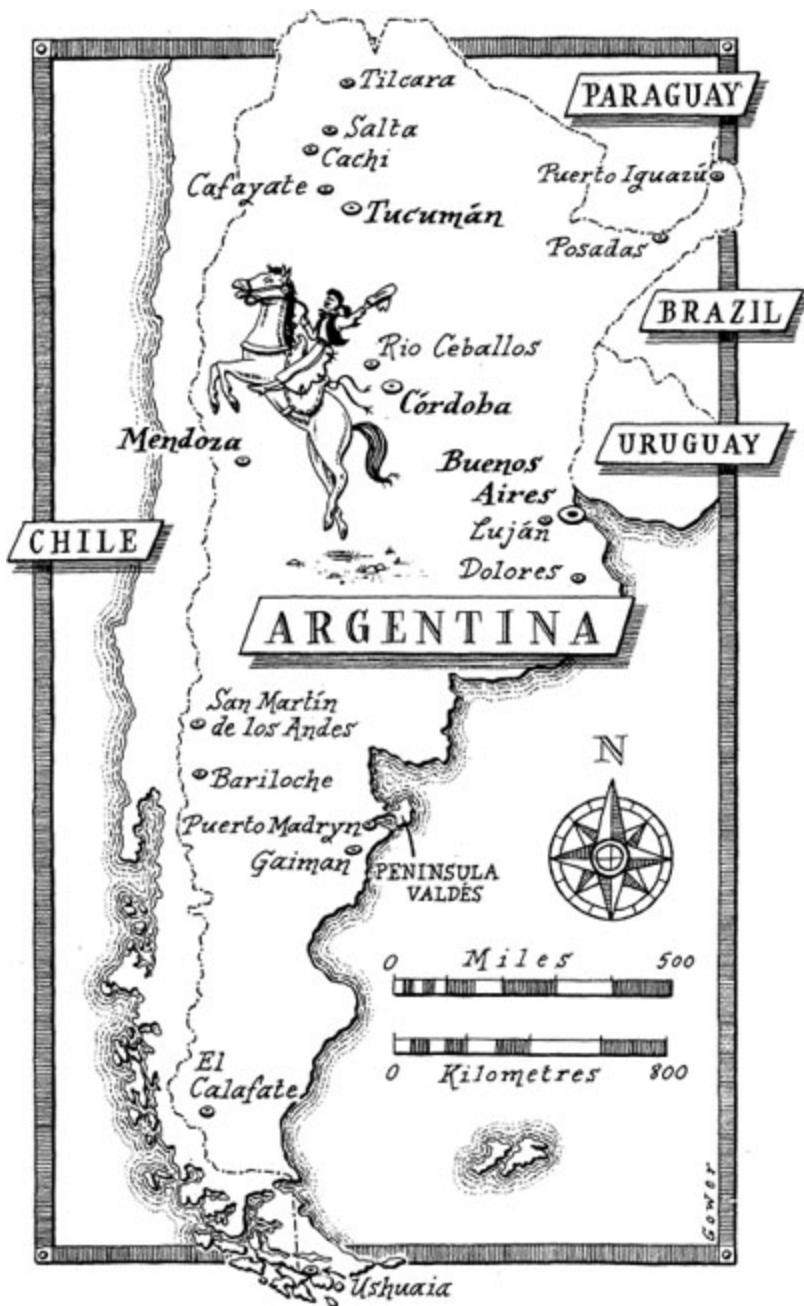 Tilcara
PARAGUAY
Salta
Cachi
Puerto Iguazú
Cafayate
Tucumán
Posadas
BRAZIL
Rio Ceballos
Córdoba
Mendoza
URUGUAY
Buenos
Aires
CHILE
Luján
Dolores
ARGENTINA
San Martín
de los Andes
Bariloche
N
Puerto Madryn
Gaiman
PENINSULA
VALDÉS
0 Miles 500
0 Kilometres 800
El
Calafate
Gower
Ushuaia